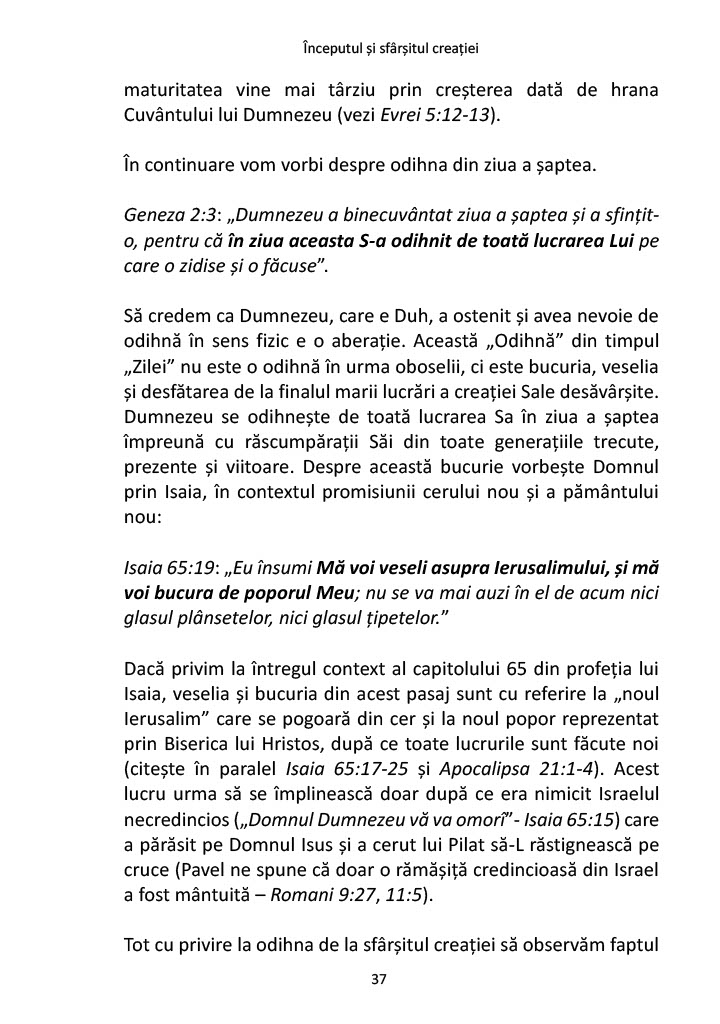 Începutul și sfârșitul creației
maturitatea vine mai târziu prin creșterea dată de hrana
Cuvântului lui Dumnezeu (vezi Evrei 5:12-13).
În continuare vom vorbi despre odihna din ziua a șaptea.
Geneza 2:3: „Dumnezeu a binecuvântat ziua a șaptea și a sfințit-
o, pentru că în ziua aceasta S-a odihnit de toată lucrarea Lui pe
care o zidise și o făcuse”.
Să credem ca Dumnezeu, care e Duh, a ostenit și avea nevoie de
odihnă în sens fizic e o aberație. Această „Odihnă” din timpul
„Zilei” nu este o odihnă în urma oboselii, ci este bucuria, veselia
și desfătarea de la finalul marii lucrări a creației Sale desăvârșite.
Dumnezeu se odihnește de toată lucrarea Sa în ziua a șaptea
împreună cu răscumpărații Săi din toate generațiile trecute,
prezente și viitoare. Despre această bucurie vorbește Domnul
prin Isaia, în contextul promisiunii cerului nou și a pământului
nou:
Isaia 65:19: „Eu însumi Mă voi veseli asupra Ierusalimului, și mă
voi bucura de poporul Meu; nu se va mai auzi în el de acum nici
glasul plânsetelor, nici glasul țipetelor.”
Dacă privim la întregul context al capitolului 65 din profeția lui
Isaia, veselia și bucuria din acest pasaj sunt cu referire la „noul
Ierusalim” care se pogoară din cer și la noul popor reprezentat
prin Biserica lui Hristos, după ce toate lucrurile sunt făcute noi
(citește în paralel Isaia 65:17-25 și Apocalipsa 21:1-4). Acest
lucru urma să se împlinească doar după ce era nimicit Israelul
necredincios („Domnul Dumnezeu vă va omorî”- Isaia 65:15) care
a părăsit pe Domnul Isus și a cerut lui Pilat să-L răstignească pe
cruce (Pavel ne spune că doar o rămășiță credincioasă din Israel
a fost mântuită – Romani 9:27, 11:5).
Tot cu privire la odihna de la sfârșitul creației să observăm faptul
37